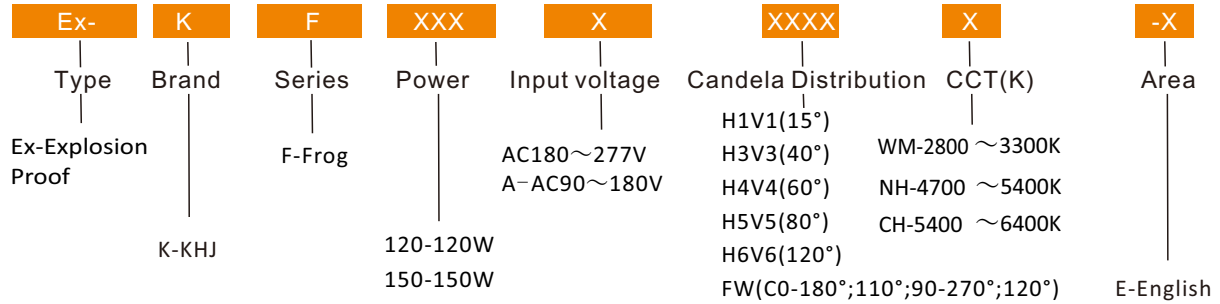 Ex- K F XXX X XXXX X -X
Type Brand Series Power Input voltage Candela Distribution CCT(K) Area
Ex-Explosion
Proof
K-KHJ
F-Frog
120-120W
150-150W
AC180～277V
A-AC90～180V
H1V1(15°)
H3V3(40°)
H4V4(60°)
H5V5(80°)
H6V6(120°)
FW(C0-180°;110°;90-270°;120°)
WM-2800 ～3300K
NH-4700 ～5400K
CH-5400 ～6400K
E-English